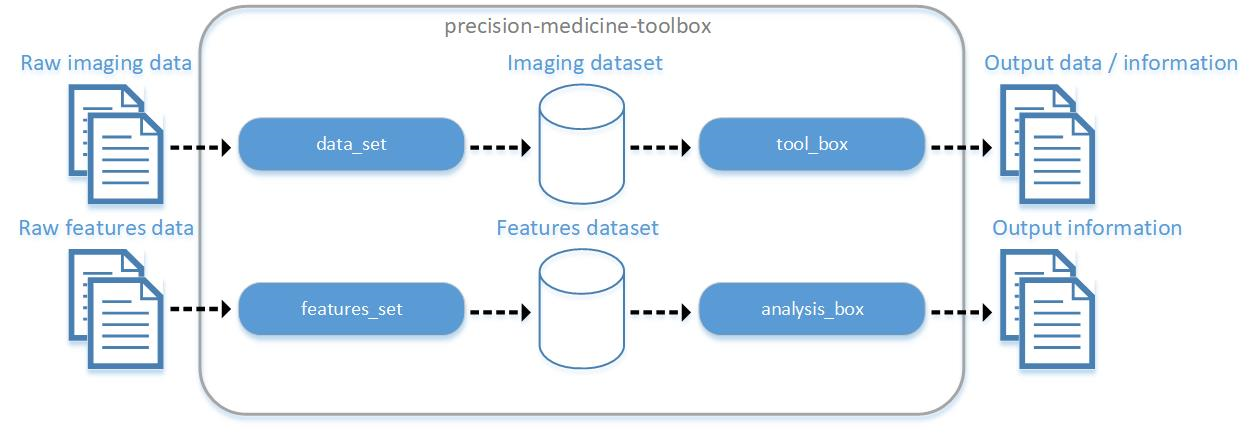 precision-medicine-toolbox
Raw imaging data
Imaging dataset
Output data / information
data_set
tool_box
Raw features data
Features dataset
Output information
features_set
analysis_box